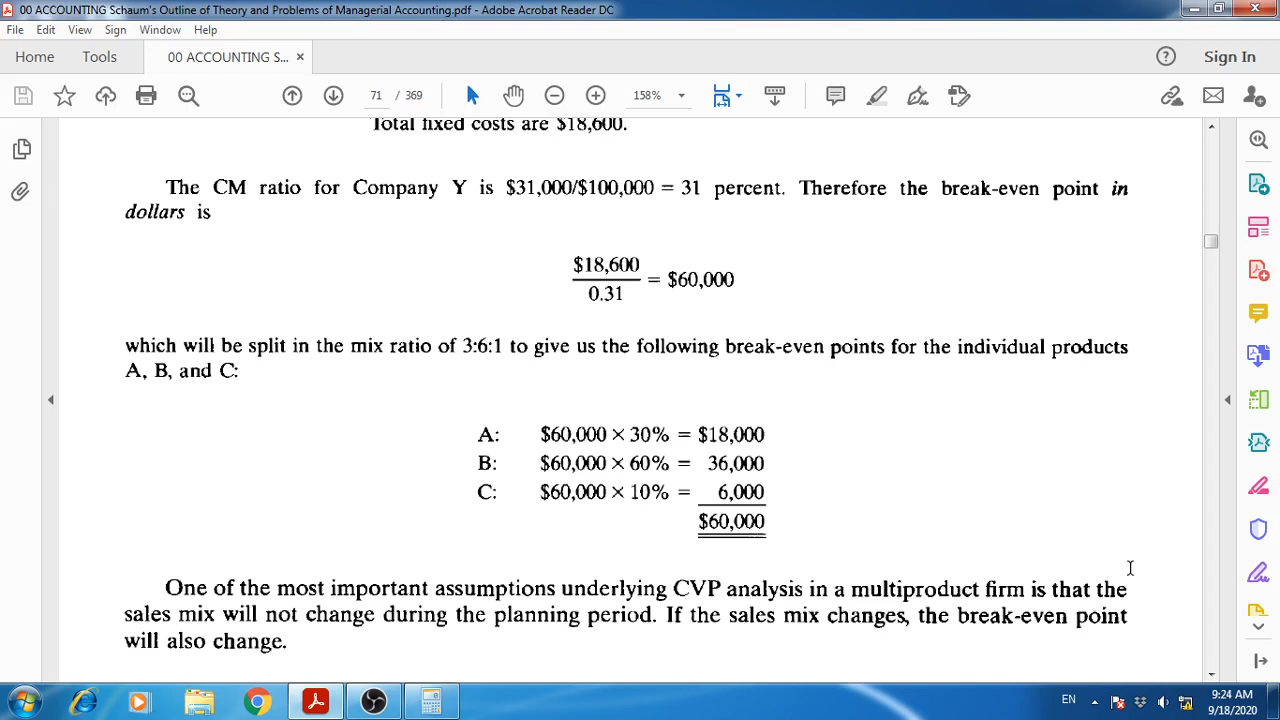 00 ACCOUNTING Schaum's Outline of Theory and Problems of Managerial Accounting.pdf - Adobe Acrobat Reader DC
File Edit View Sign Window Help
Home Tools 00 ACCOUNTING S... × Sign In
71 / 369 158%
Total fixed costs are $18,600.
The CM ratio for Company Y is $31,000/$100,000 = 31 percent. Therefore the break-even point in
dollars is
$18,600
0.31
= $60,000
which will be split in the mix ratio of 3:6:1 to give us the following break-even points for the individual products
A, B, and C:
A: $60,000 × 30% = $18,000
B: $60,000 × 60% = 36,000
C: $60,000 × 10% = 6,000
$60,000
One of the most important assumptions underlying CVP analysis in a multiproduct firm is that the
sales mix will not change during the planning period. If the sales mix changes, the break-even point
will also change.
EN 9:24 AM
9/18/2020